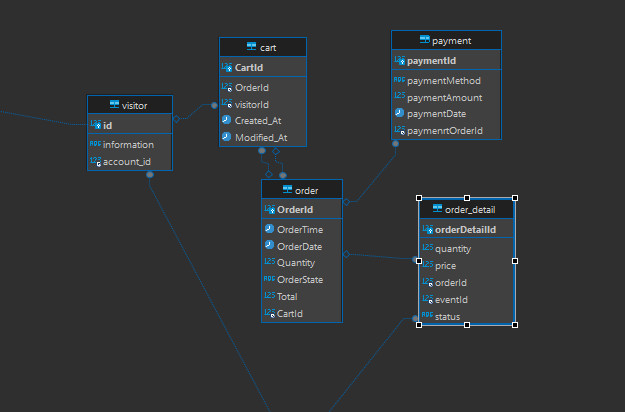 cart
CartId
OrderId
visitorId
Created_At
Modified_At
payment
paymentId
paymentMethod
paymentAmount
paymentDate
paymenrtOrderId
visitor
id
information
account_id
order
OrderId
OrderTime
OrderDate
Quantity
OrderState
Total
CartId
order_detail
orderDetailId
quantity
price
orderId
eventId
status